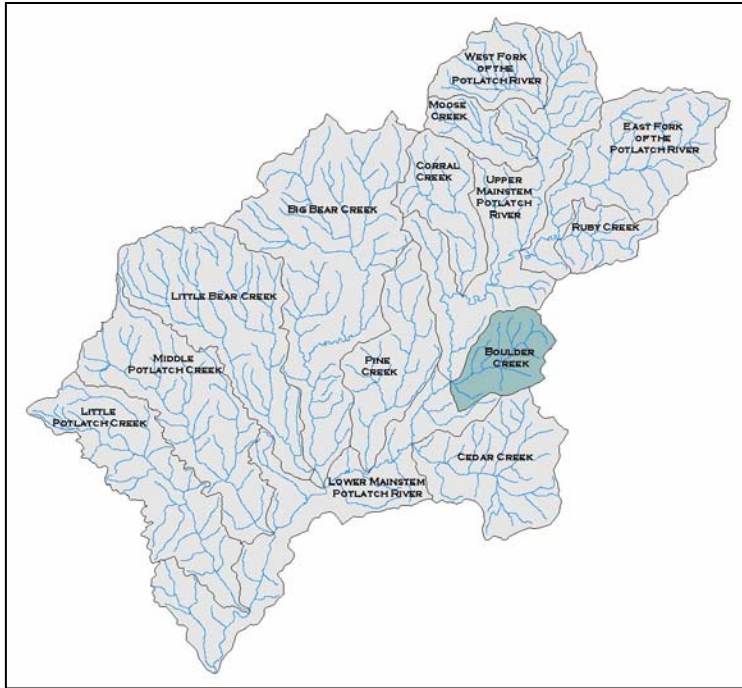 WEST FORK
OF THE
POTLATCH RIVER
MOOSE
CREEK
EAST FORK
OF THE
POTLATCH RIVER
CORRAL
CREEK
UPPER
MAINSTEM
POTLATCH
RIVER
BIG BEAR CREEK
RUBY CREEK
LITTLE BEAR CREEK
MIDDLE
POTLATCH CREEK
PINE
CREEK
BOULDER
CREEK
LITTLE
POTLATCH CREEK
CEDAR CREEK
LOWER MAINSTEM
POTLATCH RIVER